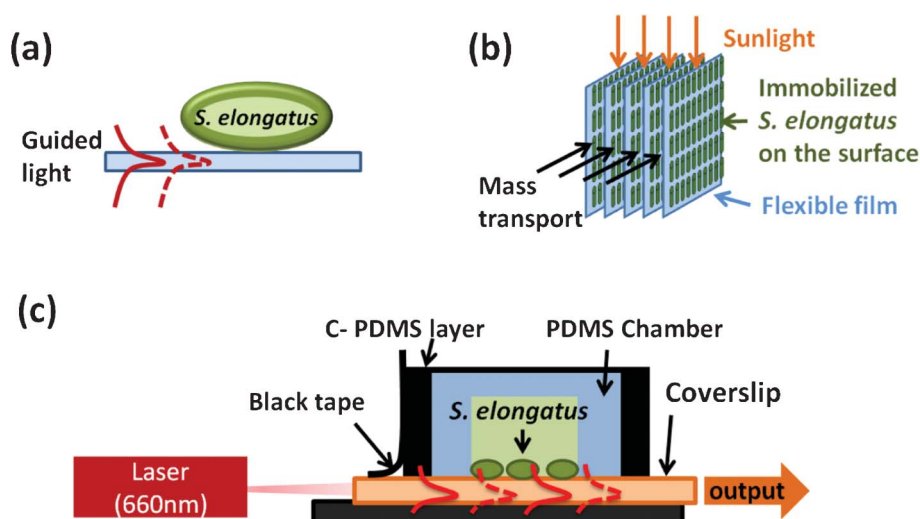 (a)
S. elongatus
Guided
light
(b)
Sunlight
Immobilized
S. elongatus
on the surface
Mass
transport
Flexible film
(c)
C- PDMS layer
PDMS Chamber
Black tape
S. elongatus
Coverslip
Laser
(660nm)
output